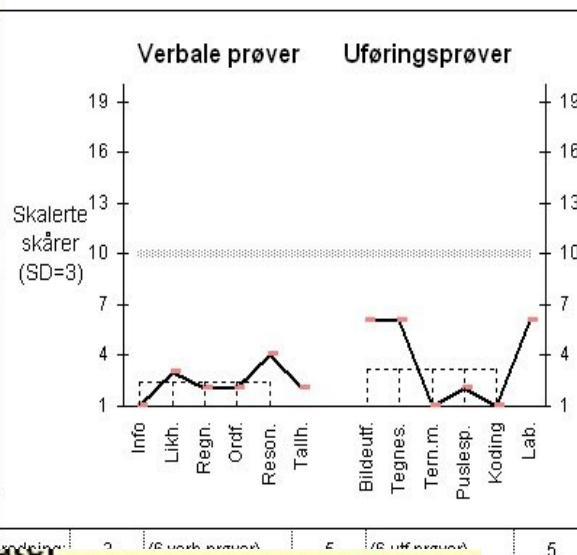 Verbale prøver Uføringsprøver
19 19
16 16
13 13
Skalerte
skårer
(SD=3)
10 10
7 7
4 4
1 1
Info Likh. Regn. Ordf. Reson. Tallh. Bildeutf. Tegnes. Tern.m. Puslesp. Koding Lab.
(6 verb prøver) 5 (6 utf prøver) 5